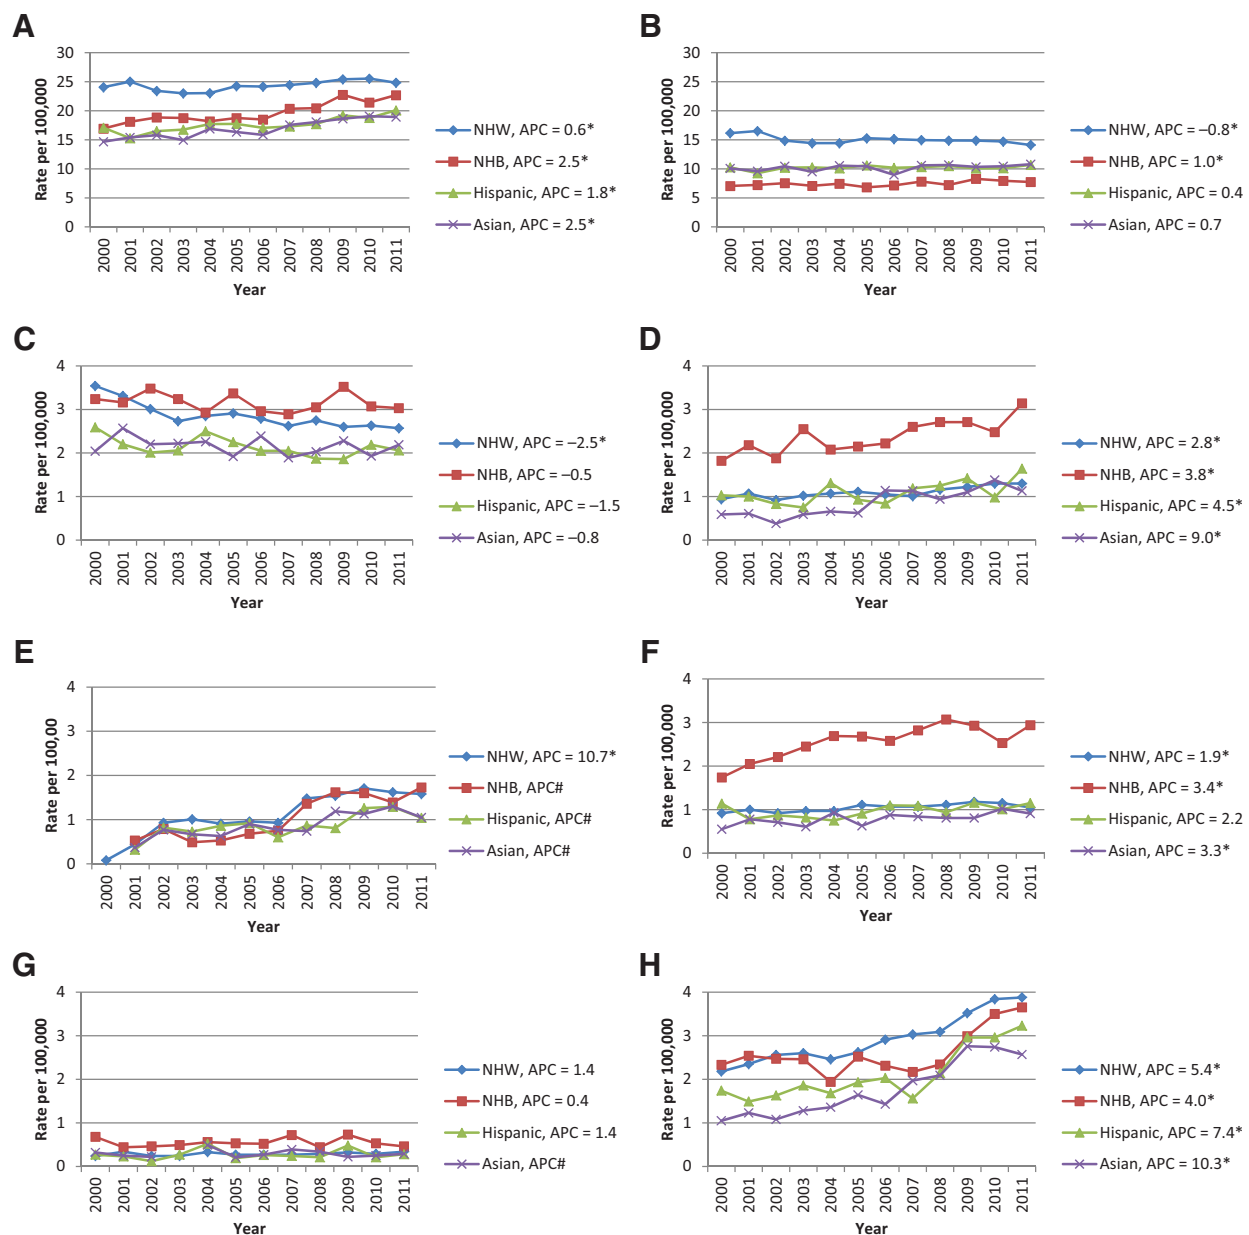 A
Rate per 100,000
30
25
20
15
10
5
0
2000 2001 2002 2003 2004 2005 2006 2007 2008 2009 2010 2011
Year
NHW, APC = 0.6*
NHB, APC = 2.5*
Hispanic, APC = 1.8*
Asian, APC = 2.5*
B
Rate per 100,000
30
25
20
15
10
5
0
2000 2001 2002 2003 2004 2005 2006 2007 2008 2009 2010 2011
Year
NHW, APC = –0.8*
NHB, APC = 1.0*
Hispanic, APC = 0.4
Asian, APC = 0.7
C
Rate per 100,000
4
3
2
1
0
2000 2001 2002 2003 2004 2005 2006 2007 2008 2009 2010 2011
Year
NHW, APC = –2.5*
NHB, APC = –0.5
Hispanic, APC = –1.5
Asian, APC = –0.8
D
Rate per 100,000
4
3
2
1
0
2000 2001 2002 2003 2004 2005 2006 2007 2008 2009 2010 2011
Year
NHW, APC = 2.8*
NHB, APC = 3.8*
Hispanic, APC = 4.5*
Asian, APC = 9.0*
E
Rate per 100,00
4
3
2
1
0
2000 2001 2002 2003 2004 2005 2006 2007 2008 2009 2010 2011
Year
NHW, APC = 10.7*
NHB, APC#
Hispanic, APC#
Asian, APC#
F
Rate per 100,000
4
3
2
1
0
2000 2001 2002 2003 2004 2005 2006 2007 2008 2009 2010 2011
Year
NHW, APC = 1.9*
NHB, APC = 3.4*
Hispanic, APC = 2.2
Asian, APC = 3.3*
G
Rate per 100,000
4
3
2
1
0
2000 2001 2002 2003 2004 2005 2006 2007 2008 2009 2010 2011
Year
NHW, APC = 1.4
NHB, APC = 0.4
Hispanic, APC = 1.4
Asian, APC#
H
Rate per 100,000
4
3
2
1
0
2000 2001 2002 2003 2004 2005 2006 2007 2008 2009 2010 2011
Year
NHW, APC = 5.4*
NHB, APC = 4.0*
Hispanic, APC = 7.4*
Asian, APC = 10.3*